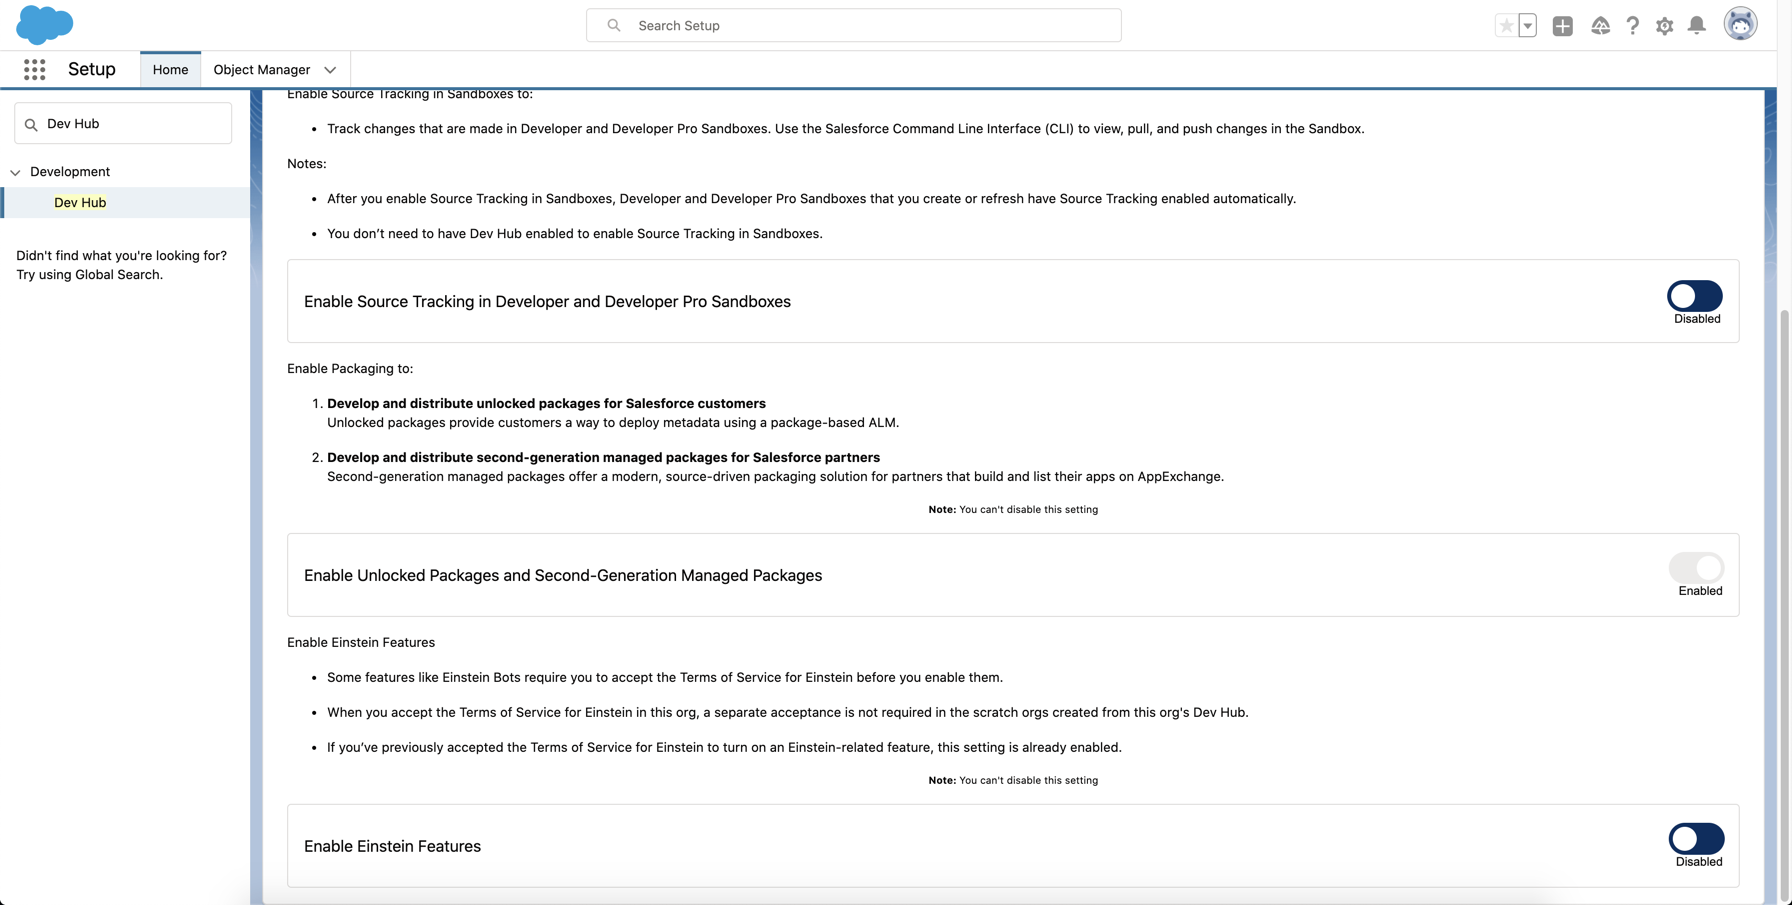 Search Setup
Setup
Home
Object Manager
Dev Hub
Development
Dev Hub
Didn't find what you're looking for?
Try using Global Search.
Enable Source Tracking in Sandboxes to:
• Track changes that are made in Developer and Developer Pro Sandboxes. Use the Salesforce Command Line Interface (CLI) to view, pull, and push changes in the Sandbox.
Notes:
• After you enable Source Tracking in Sandboxes, Developer and Developer Pro Sandboxes that you create or refresh have Source Tracking enabled automatically.
• You don’t need to have Dev Hub enabled to enable Source Tracking in Sandboxes.
Enable Source Tracking in Developer and Developer Pro Sandboxes
Disabled
Enable Packaging to:
1. Develop and distribute unlocked packages for Salesforce customers
Unlocked packages provide customers a way to deploy metadata using a package-based ALM.
2. Develop and distribute second-generation managed packages for Salesforce partners
Second-generation managed packages offer a modern, source-driven packaging solution for partners that build and list their apps on AppExchange.
Note: You can't disable this setting
Enable Unlocked Packages and Second-Generation Managed Packages
Enabled
Enable Einstein Features
• Some features like Einstein Bots require you to accept the Terms of Service for Einstein before you enable them.
• When you accept the Terms of Service for Einstein in this org, a separate acceptance is not required in the scratch orgs created from this org's Dev Hub.
• If you’ve previously accepted the Terms of Service for Einstein to turn on an Einstein-related feature, this setting is already enabled.
Note: You can't disable this setting
Enable Einstein Features
Disabled